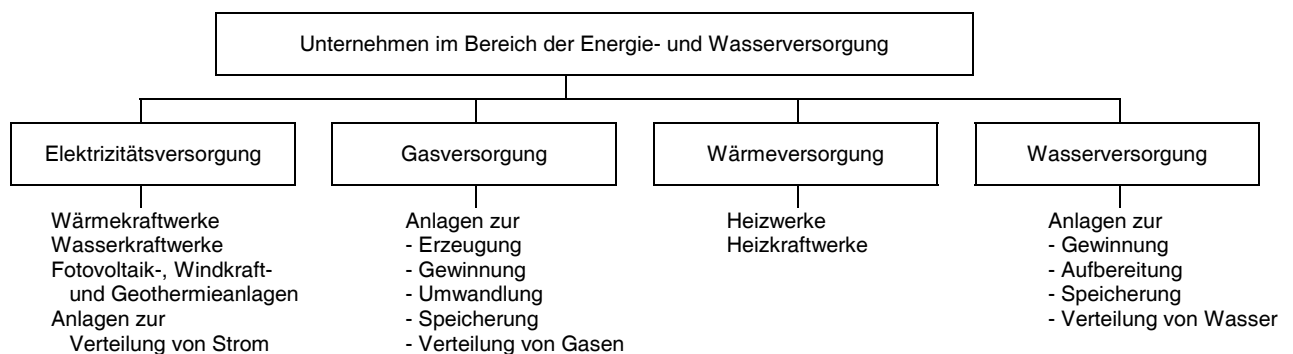 Unternehmen im Bereich der Energie- und Wasserversorgung
Elektrizitätsversorgung
Gasversorgung
Wärmeversorgung
Wasserversorgung
Wärmekraftwerke
Wasserkraftwerke
Fotovoltaik-, Windkraft-
und Geothermieanlagen
Anlagen zur
Verteilung von Strom
Anlagen zur
- Erzeugung
- Gewinnung
- Umwandlung
- Speicherung
- Verteilung von Gasen
Heizwerke
Heizkraftwerke
Anlagen zur
- Gewinnung
- Aufbereitung
- Speicherung
- Verteilung von Wasser